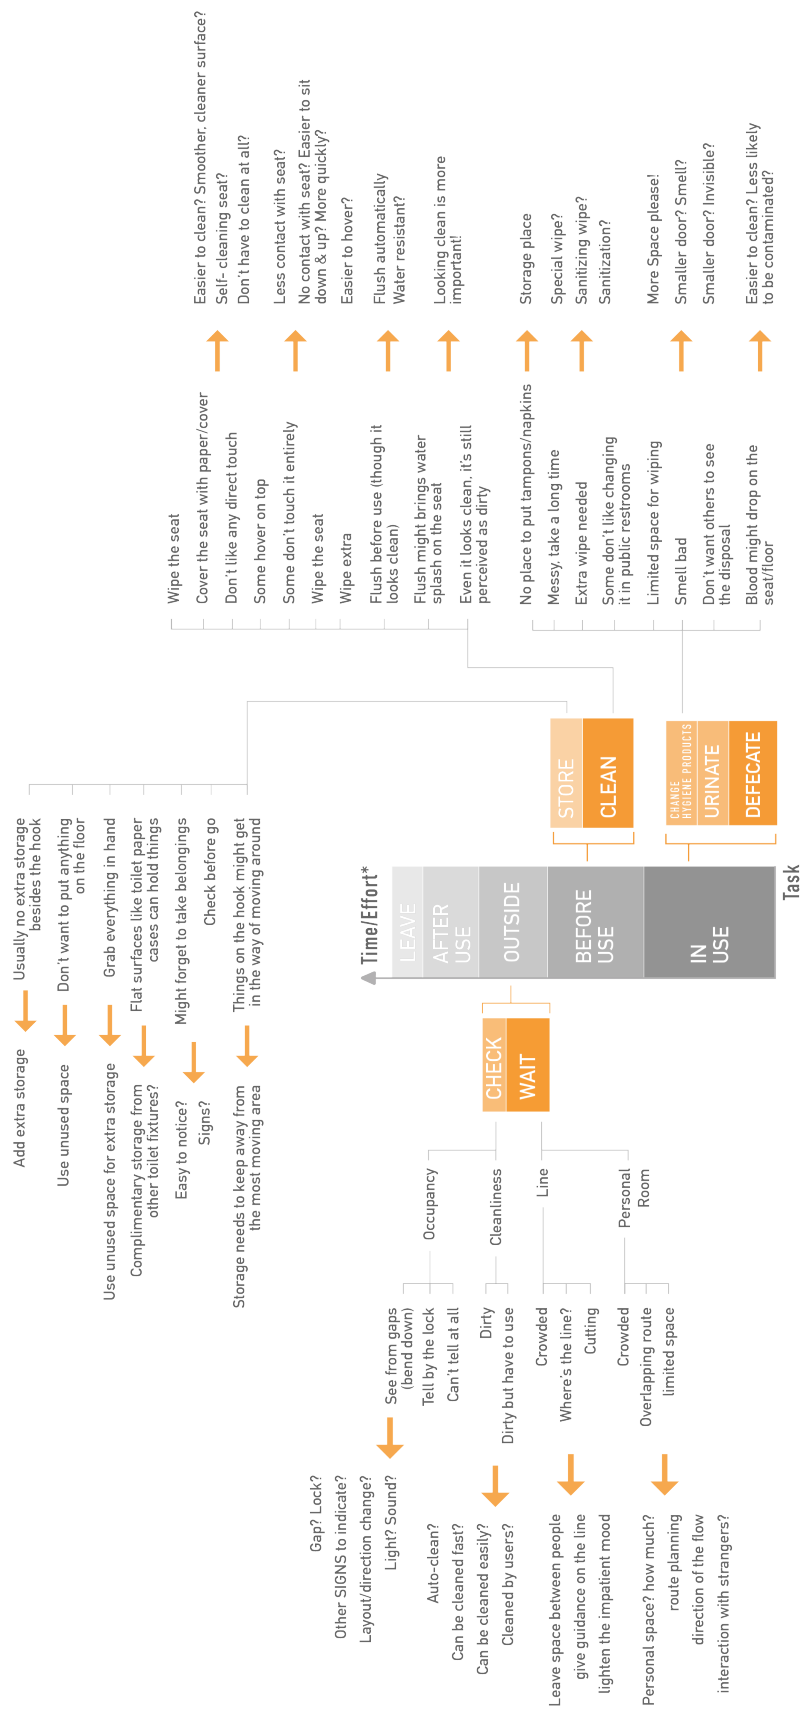 Add extra storage
Usually no extra storage
besides the hook
Use unused space
Don't want to put anything
on the floor
Use unused space for extra storage
Grab everything in hand
Complimentary storage from
other toilet fixtures?
Flat surfaces like toilet paper
cases can hold things
Easy to notice?
Signs?
Might forget to take belongings
Check before go
Storage needs to keep away from
the most moving area
Things on the hook might get
in the way of moving around
Wipe the seat
Cover the seat with paper/cover
Don't like any direct touch
Some hover on top
Some don't touch it entirely
Wipe the seat
Wipe extra
Flush before use (though it
looks clean)
Flush might brings water
splash on the seat
Even it looks clean, it's still
perceived as dirty
Easier to clean? Smoother, cleaner surface?
Self- cleaning seat?
Don't have to clean at all?
Less contact with seat?
No contact with seat? Easier to sit
down & up? More quickly?
Easier to hover?
Flush automatically
Water resistant?
Looking clean is more
important!
Gap? Lock?
Other SIGNS to indicate?
Layout/direction change?
Light? Sound?
See from gaps
(bend down)
Tell by the lock
Can't tell at all
Occupancy
Auto-clean?
Can be cleaned fast?
Can be cleaned easily?
Cleaned by users?
Dirty
Dirty but have to use
Cleanliness
Leave space between people
give guidance on the line
lighten the impatient mood
Crowded
Where's the line?
Cutting
Line
Personal space? how much?
route planning
direction of the flow
interaction with strangers?
Crowded
Overlapping route
limited space
Personal
Room
CHECK
WAIT
Time/Effort*
LEAVE
AFTER
USE
OUTSIDE
BEFORE
USE
IN
USE
Task
STORE
CLEAN
CHANGE
HYGIENE PRODUCTS
URINATE
DEFECATE
No place to put tampons/napkins
Messy, take a long time
Extra wipe needed
Some don't like changing
it in public restrooms
Limited space for wiping
Smell bad
Don't want others to see
the disposal
Blood might drop on the
seat/floor
Storage place
Special wipe?
Sanitizing wipe?
Sanitization?
More Space please!
Smaller door? Smell?
Smaller door? Invisible?
Easier to clean? Less likely
to be contaminated?